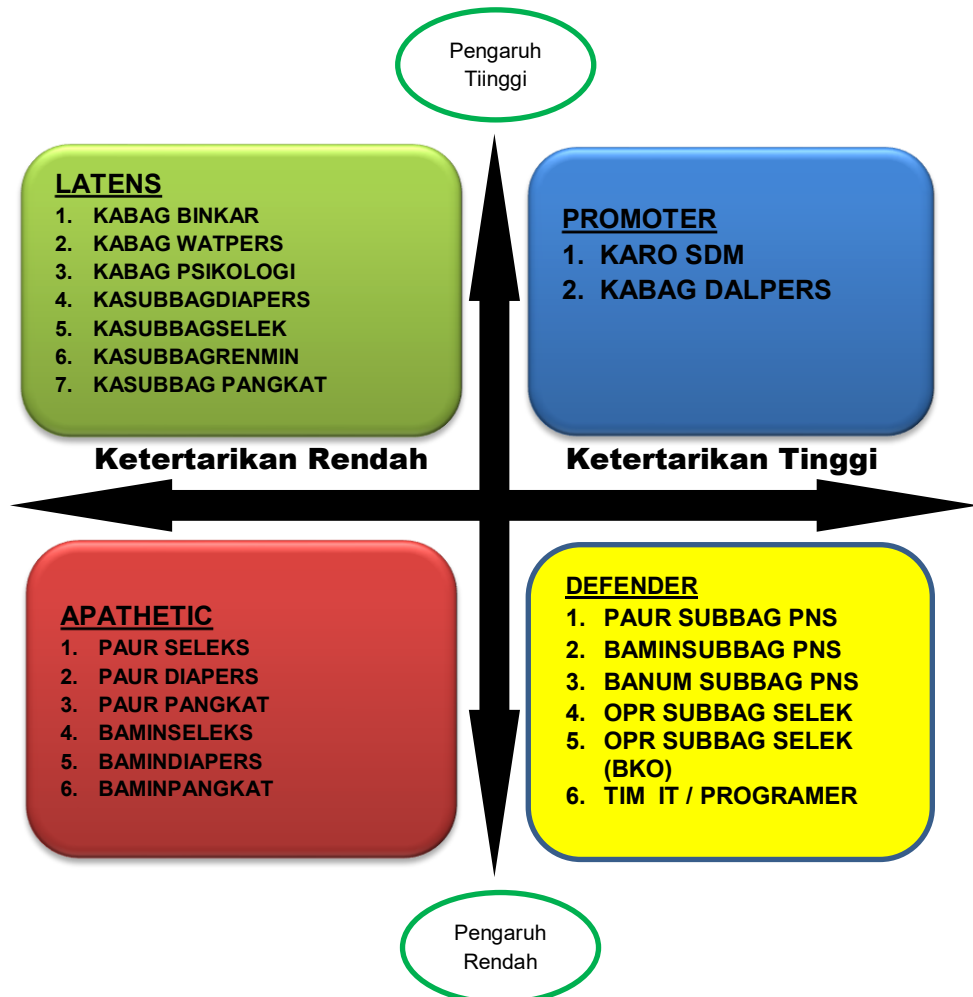 Pengaruh
Tiinggi
LATENS
1. KABAG BINKAR
2. KABAG WATPERS
3. KABAG PSIKOLOGI
4. KASUBBAGDIAPERS
5. KASUBBAGSELEK
6. KASUBBAGRENMIN
7. KASUBBAG PANGKAT
PROMOTER
1. KARO SDM
2. KABAG DALPERS
Ketertarikan Rendah
Ketertarikan Tinggi
APATHETIC
1. PAUR SELEKS
2. PAUR DIAPERS
3. PAUR PANGKAT
4. BAMINSELEKS
5. BAMINDIAPERS
6. BAMINPANGKAT
DEFENDER
1. PAUR SUBBAG PNS
2. BAMINSUBBAG PNS
3. BANUM SUBBAG PNS
4. OPR SUBBAG SELEK
5. OPR SUBBAG SELEK
(BKO)
6. TIM IT / PROGRAMER
Pengaruh
Rendah